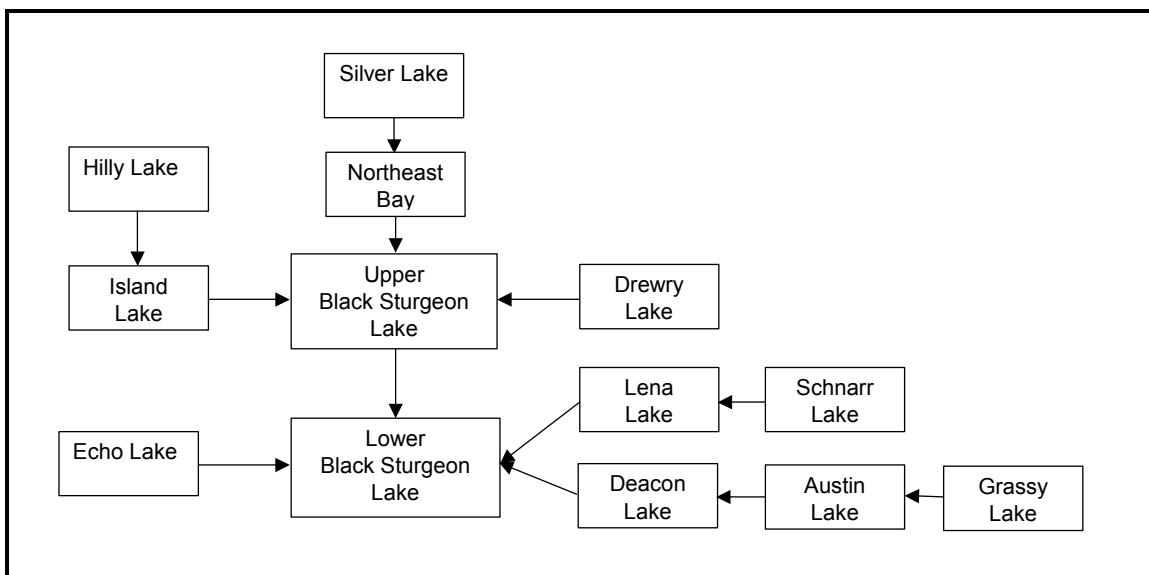 Silver Lake
Hilly Lake
Northeast
Bay
Island
Lake
Upper
Black Sturgeon
Lake
Drewry
Lake
Lena
Lake
Schnarr
Lake
Echo Lake
Lower
Black Sturgeon
Lake
Deacon
Lake
Austin
Lake
Grassy
Lake